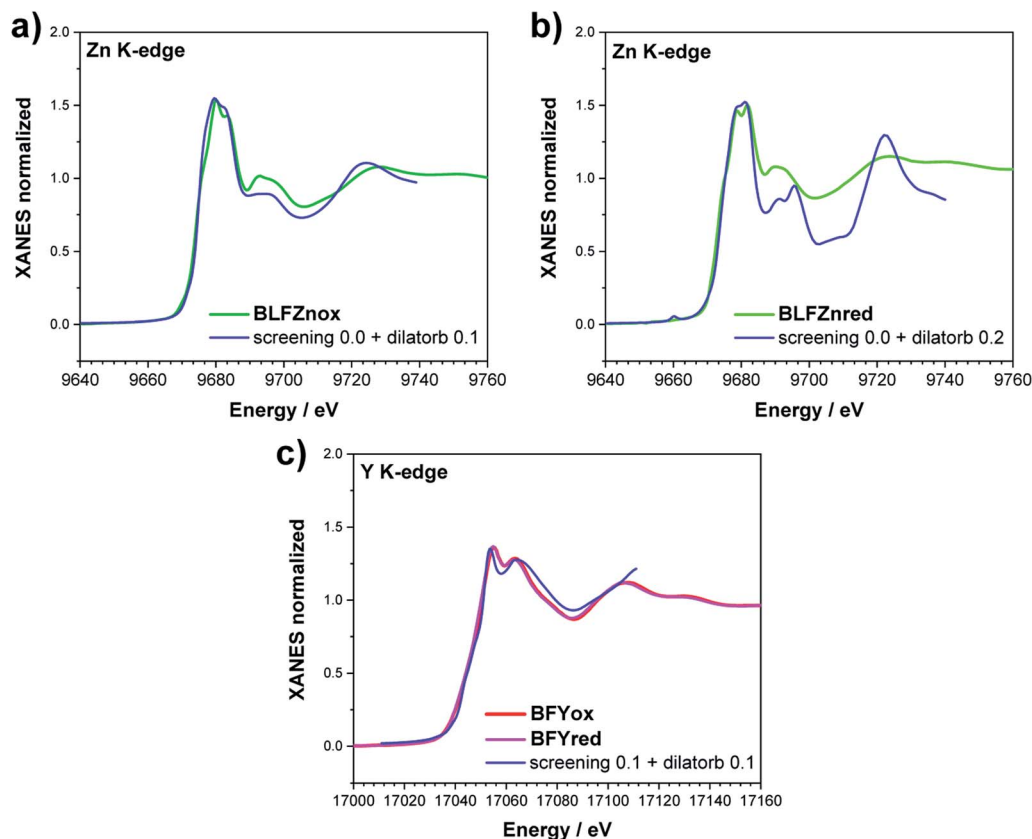 a)
Zn K-edge
XANES normalized
2.0
1.5
1.0
0.5
0.0
BLFZnox
screening 0.0 + dilatorb 0.1
9640 9660 9680 9700 9720 9740 9760
Energy / eV
b)
Zn K-edge
XANES normalized
2.0
1.5
1.0
0.5
0.0
BLFZnred
screening 0.0 + dilatorb 0.2
9640 9660 9680 9700 9720 9740 9760
Energy / eV
c)
Y K-edge
XANES normalized
2.0
1.5
1.0
0.5
0.0
BFYox
BFYred
screening 0.1 + dilatorb 0.1
17000 17020 17040 17060 17080 17100 17120 17140 17160
Energy / eV